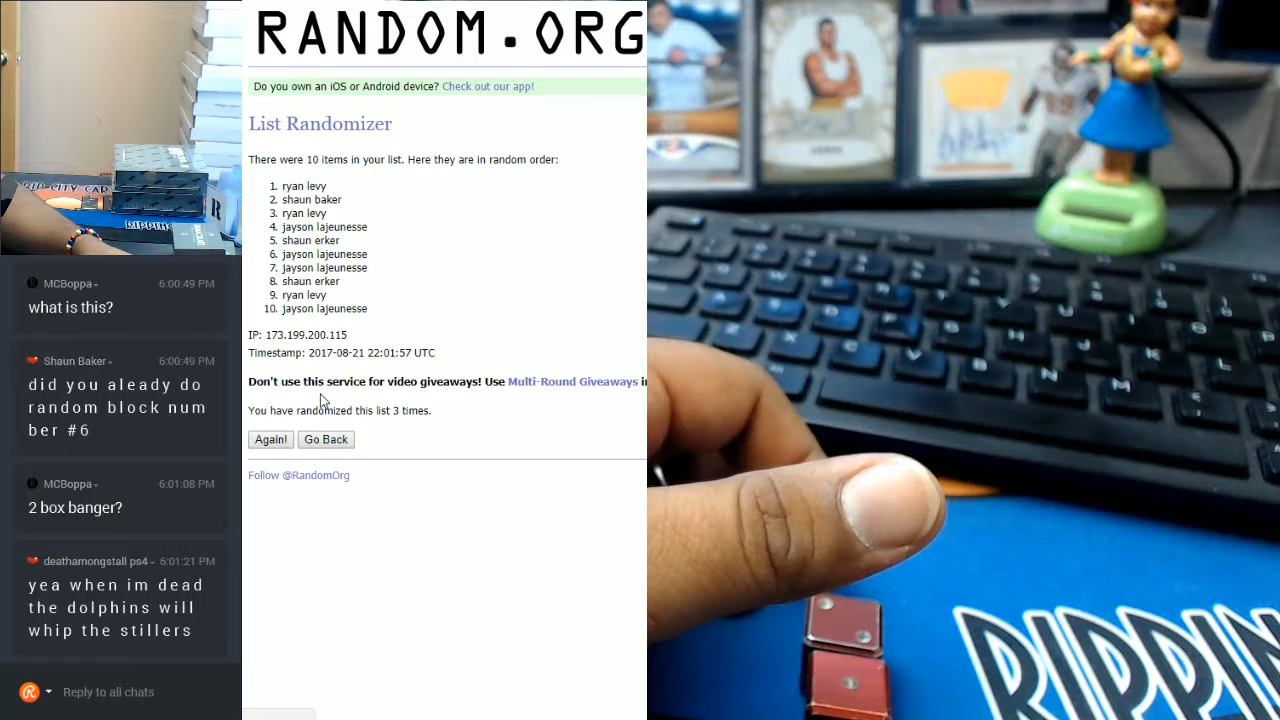 RANDOM.ORG
Do you own an iOS or Android device? Check out our app!
List Randomizer
There were 10 items in your list. Here they are in random order:
1. ryan levy
2. shaun baker
3. ryan levy
4. jayson lajeunesse
5. shaun erker
6. jayson lajeunesse
7. jayson lajeunesse
8. shaun erker
9. ryan levy
10. jayson lajeunesse
IP: 173.199.200.115
Timestamp: 2017-08-21 22:01:57 UTC
Don't use this service for video giveaways! Use Multi-Round Giveaways
You have randomized this list 3 times.
Again! Go Back
Follow @RandomOrg
RIP CITY CAR
RIPPIN
MCBoppa 6:00:49 PM
what is this?
Shaun Baker 6:00:49 PM
did you aleady do
random block num
ber #6
MCBoppa 6:01:08 PM
2 box banger?
deathamongstall ps4 6:01:21 PM
yea when im dead
the dolphins will
whip the stillers
Reply to all chats
RIPPIN